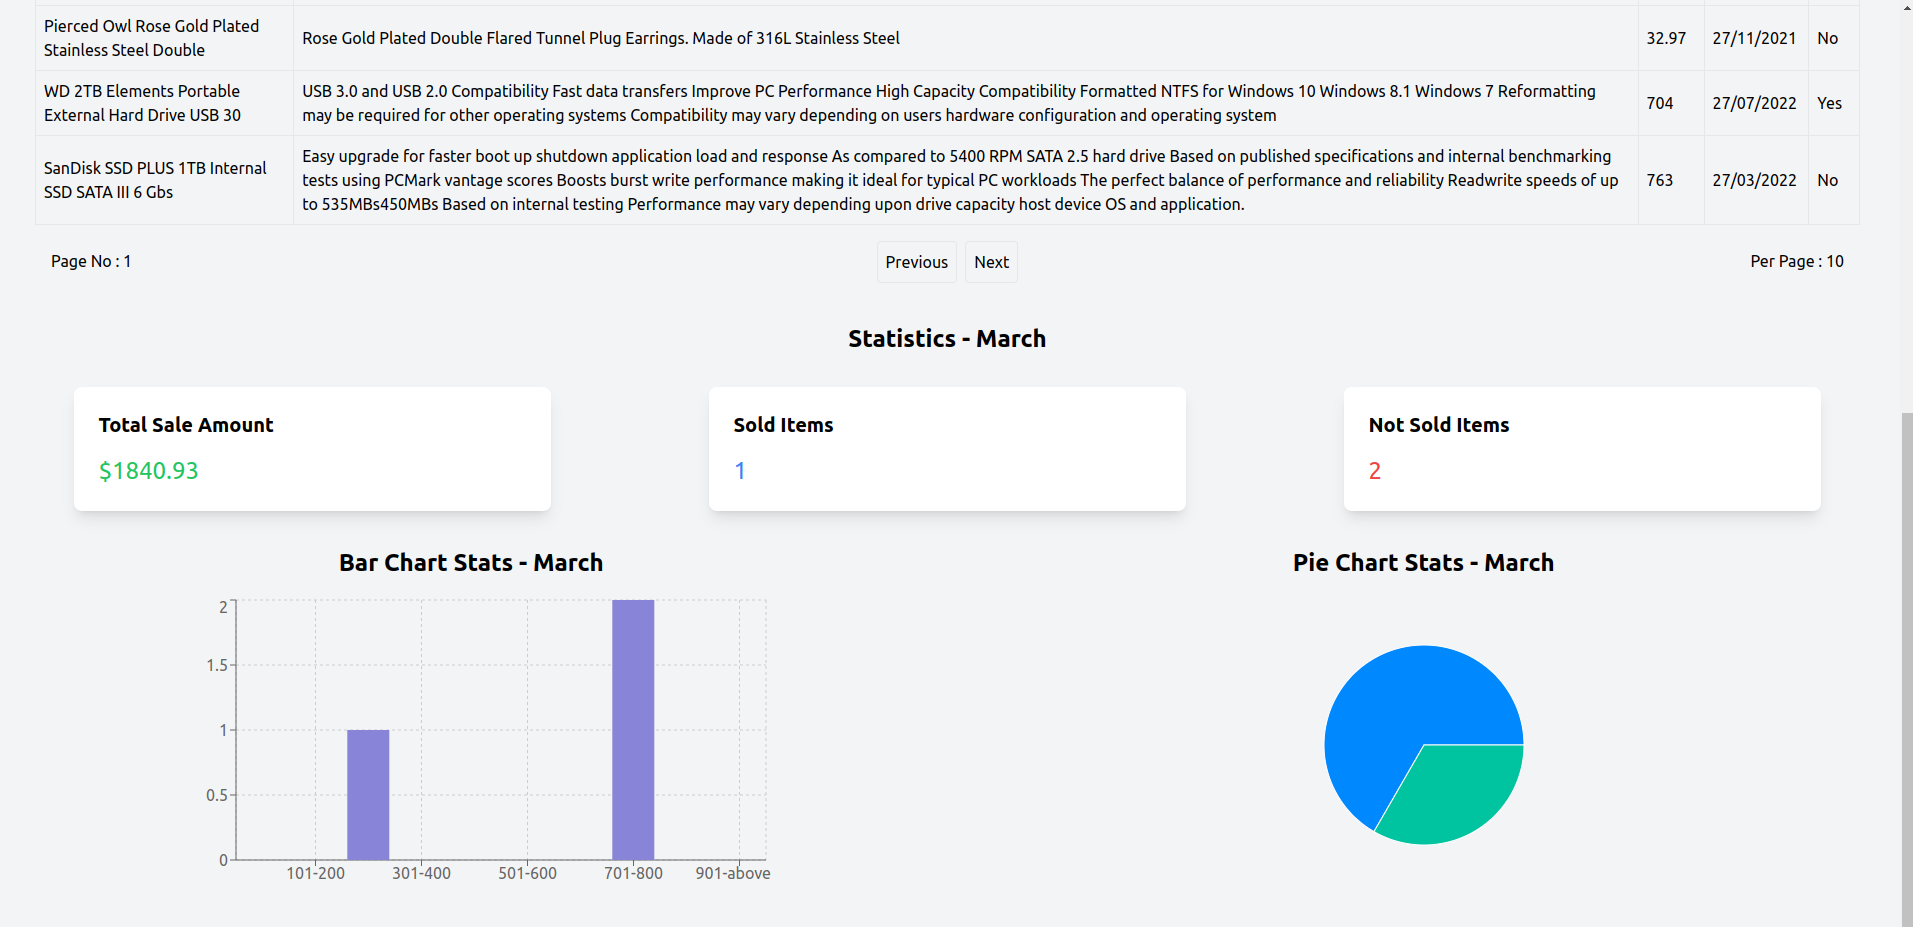 Pierced Owl Rose Gold Plated
Stainless Steel Double
Rose Gold Plated Double Flared Tunnel Plug Earrings. Made of 316L Stainless Steel
32.97
27/11/2021
No
WD 2TB Elements Portable
External Hard Drive USB 30
USB 3.0 and USB 2.0 Compatibility Fast data transfers Improve PC Performance High Capacity Compatibility Formatted NTFS for Windows 10 Windows 8.1 Windows 7 Reformatting
may be required for other operating systems Compatibility may vary depending on users hardware configuration and operating system
704
27/07/2022
Yes
SanDisk SSD PLUS 1TB Internal
SSD SATA III 6 Gbs
Easy upgrade for faster boot up shutdown application load and response As compared to 5400 RPM SATA 2.5 hard drive Based on published specifications and internal benchmarking
tests using PCMark vantage scores Boosts burst write performance making it ideal for typical PC workloads The perfect balance of performance and reliability Readwrite speeds of up
to 535MBs450MBs Based on internal testing Performance may vary depending upon drive capacity host device OS and application.
763
27/03/2022
No
Page No : 1
Previous
Next
Per Page : 10
Statistics - March
Total Sale Amount
$1840.93
Sold Items
1
Not Sold Items
2
Bar Chart Stats - March
2
1.5
1
0.5
0
101-200
301-400
501-600
701-800
901-above
Pie Chart Stats - March